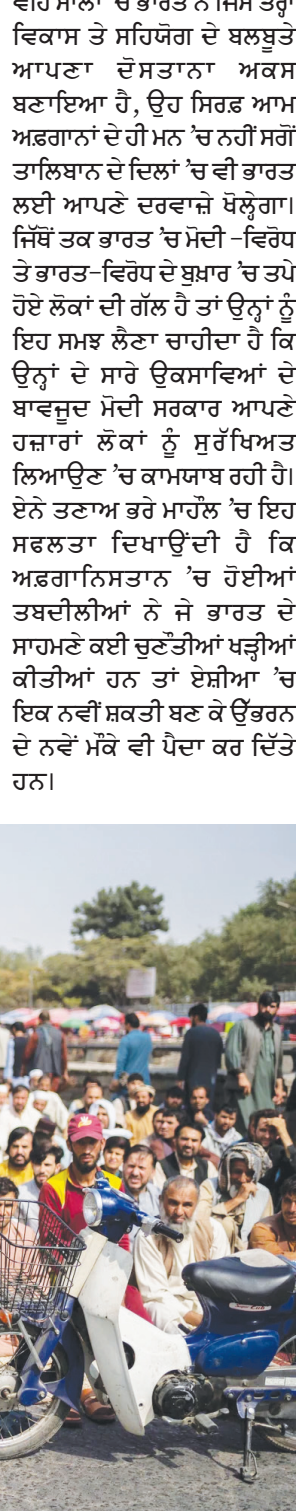 ਵੀਹ ਸਾਲਾਂ ’ਚ ਭਾਰਤ ਨੇ ਜਿਸ ਤਰ੍ਹਾਂ
ਵਿਕਾਸ ਤੇ ਸਹਿਯੋਗ ਦੇ ਬਲਬੂਤੇ
ਆਪਣਾ ਦੋਸਤਾਨਾ ਅਕਸ
ਬਣਾਇਆ ਹੈ, ਉਹ ਸਿਰਫ਼ ਆਮ
ਅਫ਼ਗਾਨਾਂ ਦੇ ਹੀ ਮਨ ’ਚ ਨਹੀਂ ਸਗੋਂ
ਤਾਲਿਬਾਨ ਦੇ ਦਿਲਾਂ ’ਚ ਵੀ ਭਾਰਤ
ਲਈ ਆਪਣੇ ਦਰਵਾਜ਼ੇ ਖੋਲ੍ਹੇਗਾ।
ਜਿੱਥੋਂ ਤਕ ਭਾਰਤ ’ਚ ਮੋਦੀ -ਵਿਰੋਧ
ਤੇ ਭਾਰਤ-ਵਿਰੋਧ ਦੇ ਬੁਖ਼ਾਰ ’ਚ ਤਪੇ
ਹੋਏ ਲੋਕਾਂ ਦੀ ਗੱਲ ਹੈ ਤਾਂ ਉਨ੍ਹਾਂ ਨੂੰ
ਇਹ ਸਮਝ ਲੈਣਾ ਚਾਹੀਦਾ ਹੈ ਕਿ
ਉਨ੍ਹਾਂ ਦੇ ਸਾਰੇ ਉਕਸਾਵਿਆਂ ਦੇ
ਬਾਵਜੂਦ ਮੋਦੀ ਸਰਕਾਰ ਆਪਣੇ
ਹਜ਼ਾਰਾਂ ਲੋਕਾਂ ਨੂੰ ਸੁਰੱਖਿਅਤ
ਲਿਆਉਣ ’ਚ ਕਾਮਯਾਬ ਰਹੀ ਹੈ।
ਏਨੇ ਤਣਾਅ ਭਰੇ ਮਾਹੌਲ ’ਚ ਇਹ
ਸਫਲਤਾ ਦਿਖਾਉਂਦੀ ਹੈ ਕਿ
ਅਫ਼ਗਾਨਿਸਤਾਨ ’ਚ ਹੋਈਆਂ
ਤਬਦੀਲੀਆਂ ਨੇ ਜੇ ਭਾਰਤ ਦੇ
ਸਾਹਮਣੇ ਕਈ ਚੁਣੌਤੀਆਂ ਖੜ੍ਹੀਆਂ
ਕੀਤੀਆਂ ਹਨ ਤਾਂ ਏਸ਼ੀਆ ’ਚ
ਇਕ ਨਵੀਂ ਸ਼ਕਤੀ ਬਣ ਕੇ ਉੱਭਰਨ
ਦੇ ਨਵੇਂ ਮੌਕੇ ਵੀ ਪੈਦਾ ਕਰ ਦਿੱਤੇ
ਹਨ।